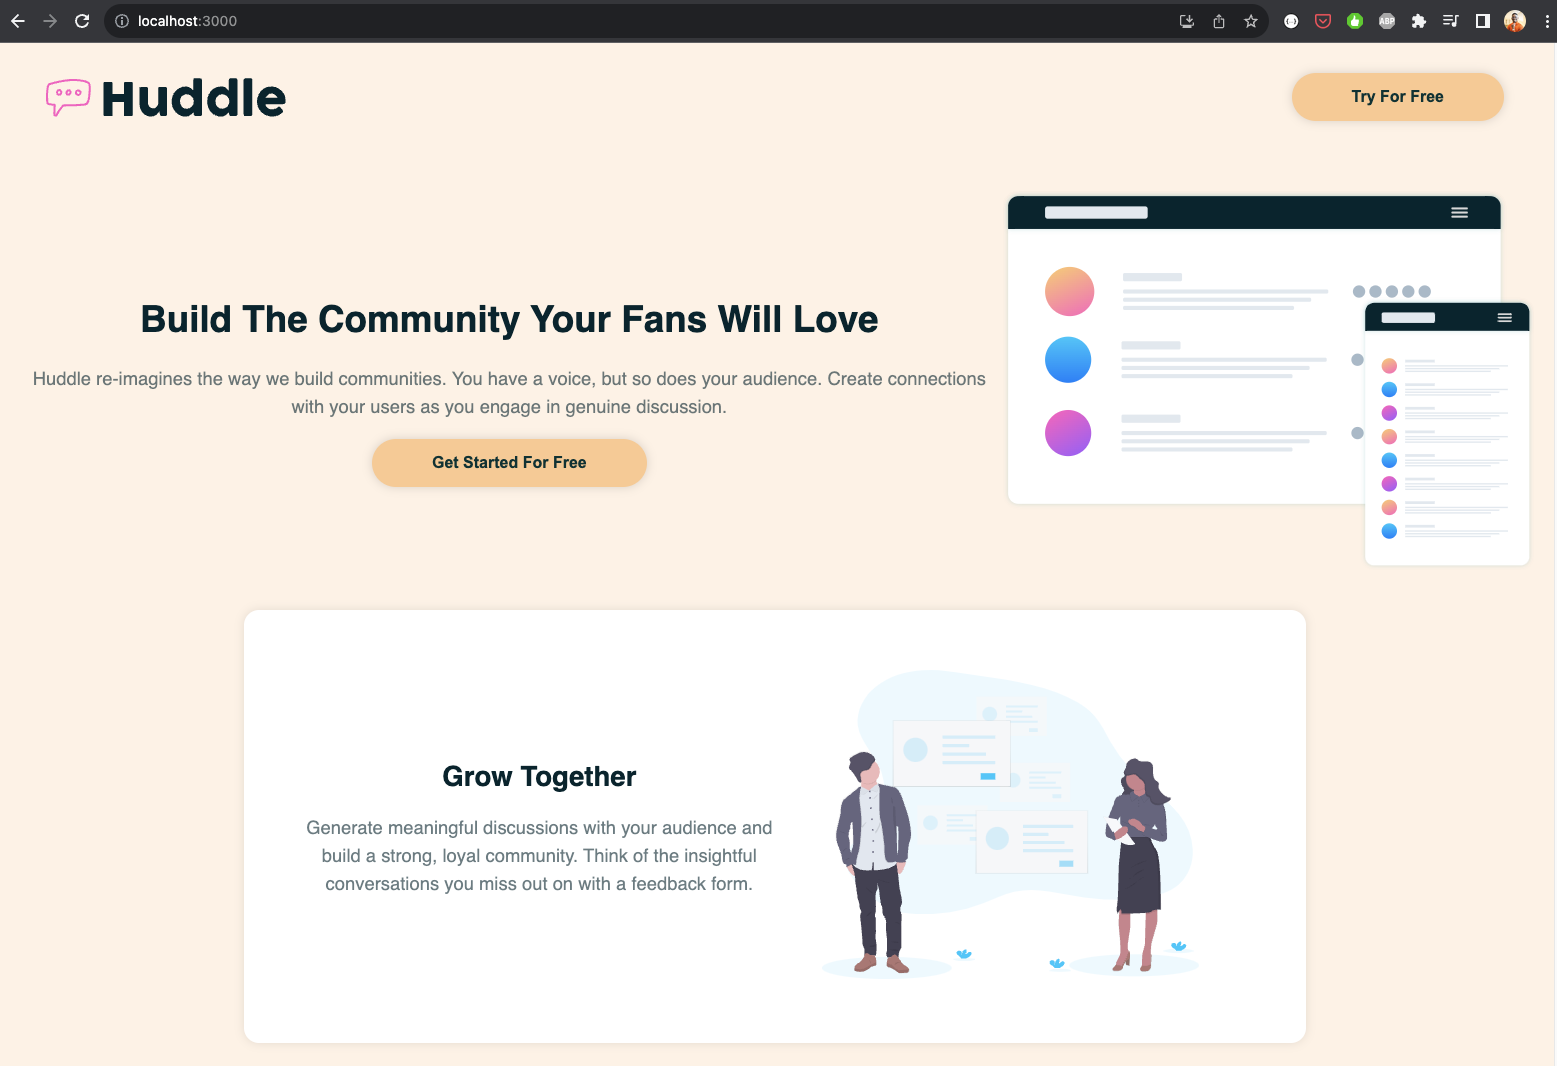 localhost:3000
ABP
Huddle
Try For Free
Build The Community Your Fans Will Love
Huddle re-imagines the way we build communities. You have a voice, but so does your audience. Create connections
with your users as you engage in genuine discussion.
Get Started For Free
Grow Together
Generate meaningful discussions with your audience and
build a strong, loyal community. Think of the insightful
conversations you miss out on with a feedback form.